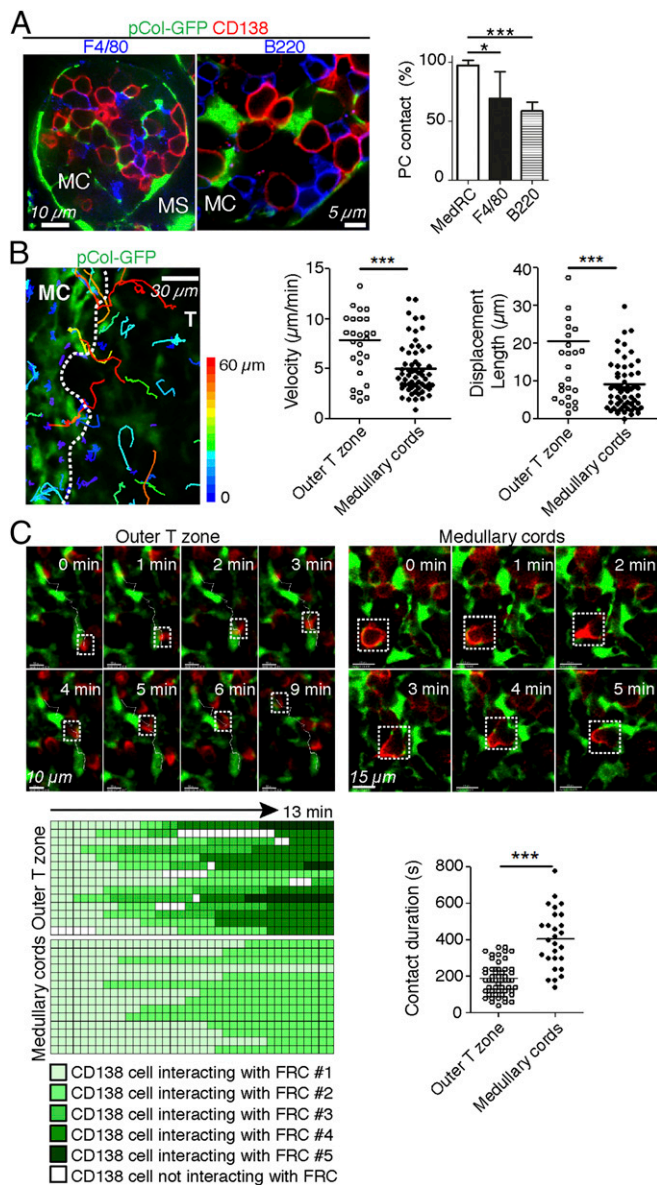 A
pCol-GFP CD138
F4/80
B220
MC
MS
10 µm
MC
5 µm
PC contact (%)
100
50
0
***
*
MedRC
F4/80
B220
B
pCol-GFP
MC
30 µm
T
60 µm
0
Velocity (µm/min)
15
10
5
0
***
Outer T zone
Medullary cords
Displacement
Length (µm)
40
30
20
10
0
***
Outer T zone
Medullary cords
C
Outer T zone
0 min
1 min
2 min
3 min
4 min
5 min
6 min
9 min
10 µm
Medullary cords
0 min
1 min
2 min
3 min
4 min
5 min
15 µm
13 min
Outer T zone
Medullary cords
CD138 cell interacting with FRC #1
CD138 cell interacting with FRC #2
CD138 cell interacting with FRC #3
CD138 cell interacting with FRC #4
CD138 cell interacting with FRC #5
CD138 cell not interacting with FRC
Contact duration (s)
800
600
400
200
0
***
Outer T zone
Medullary cords